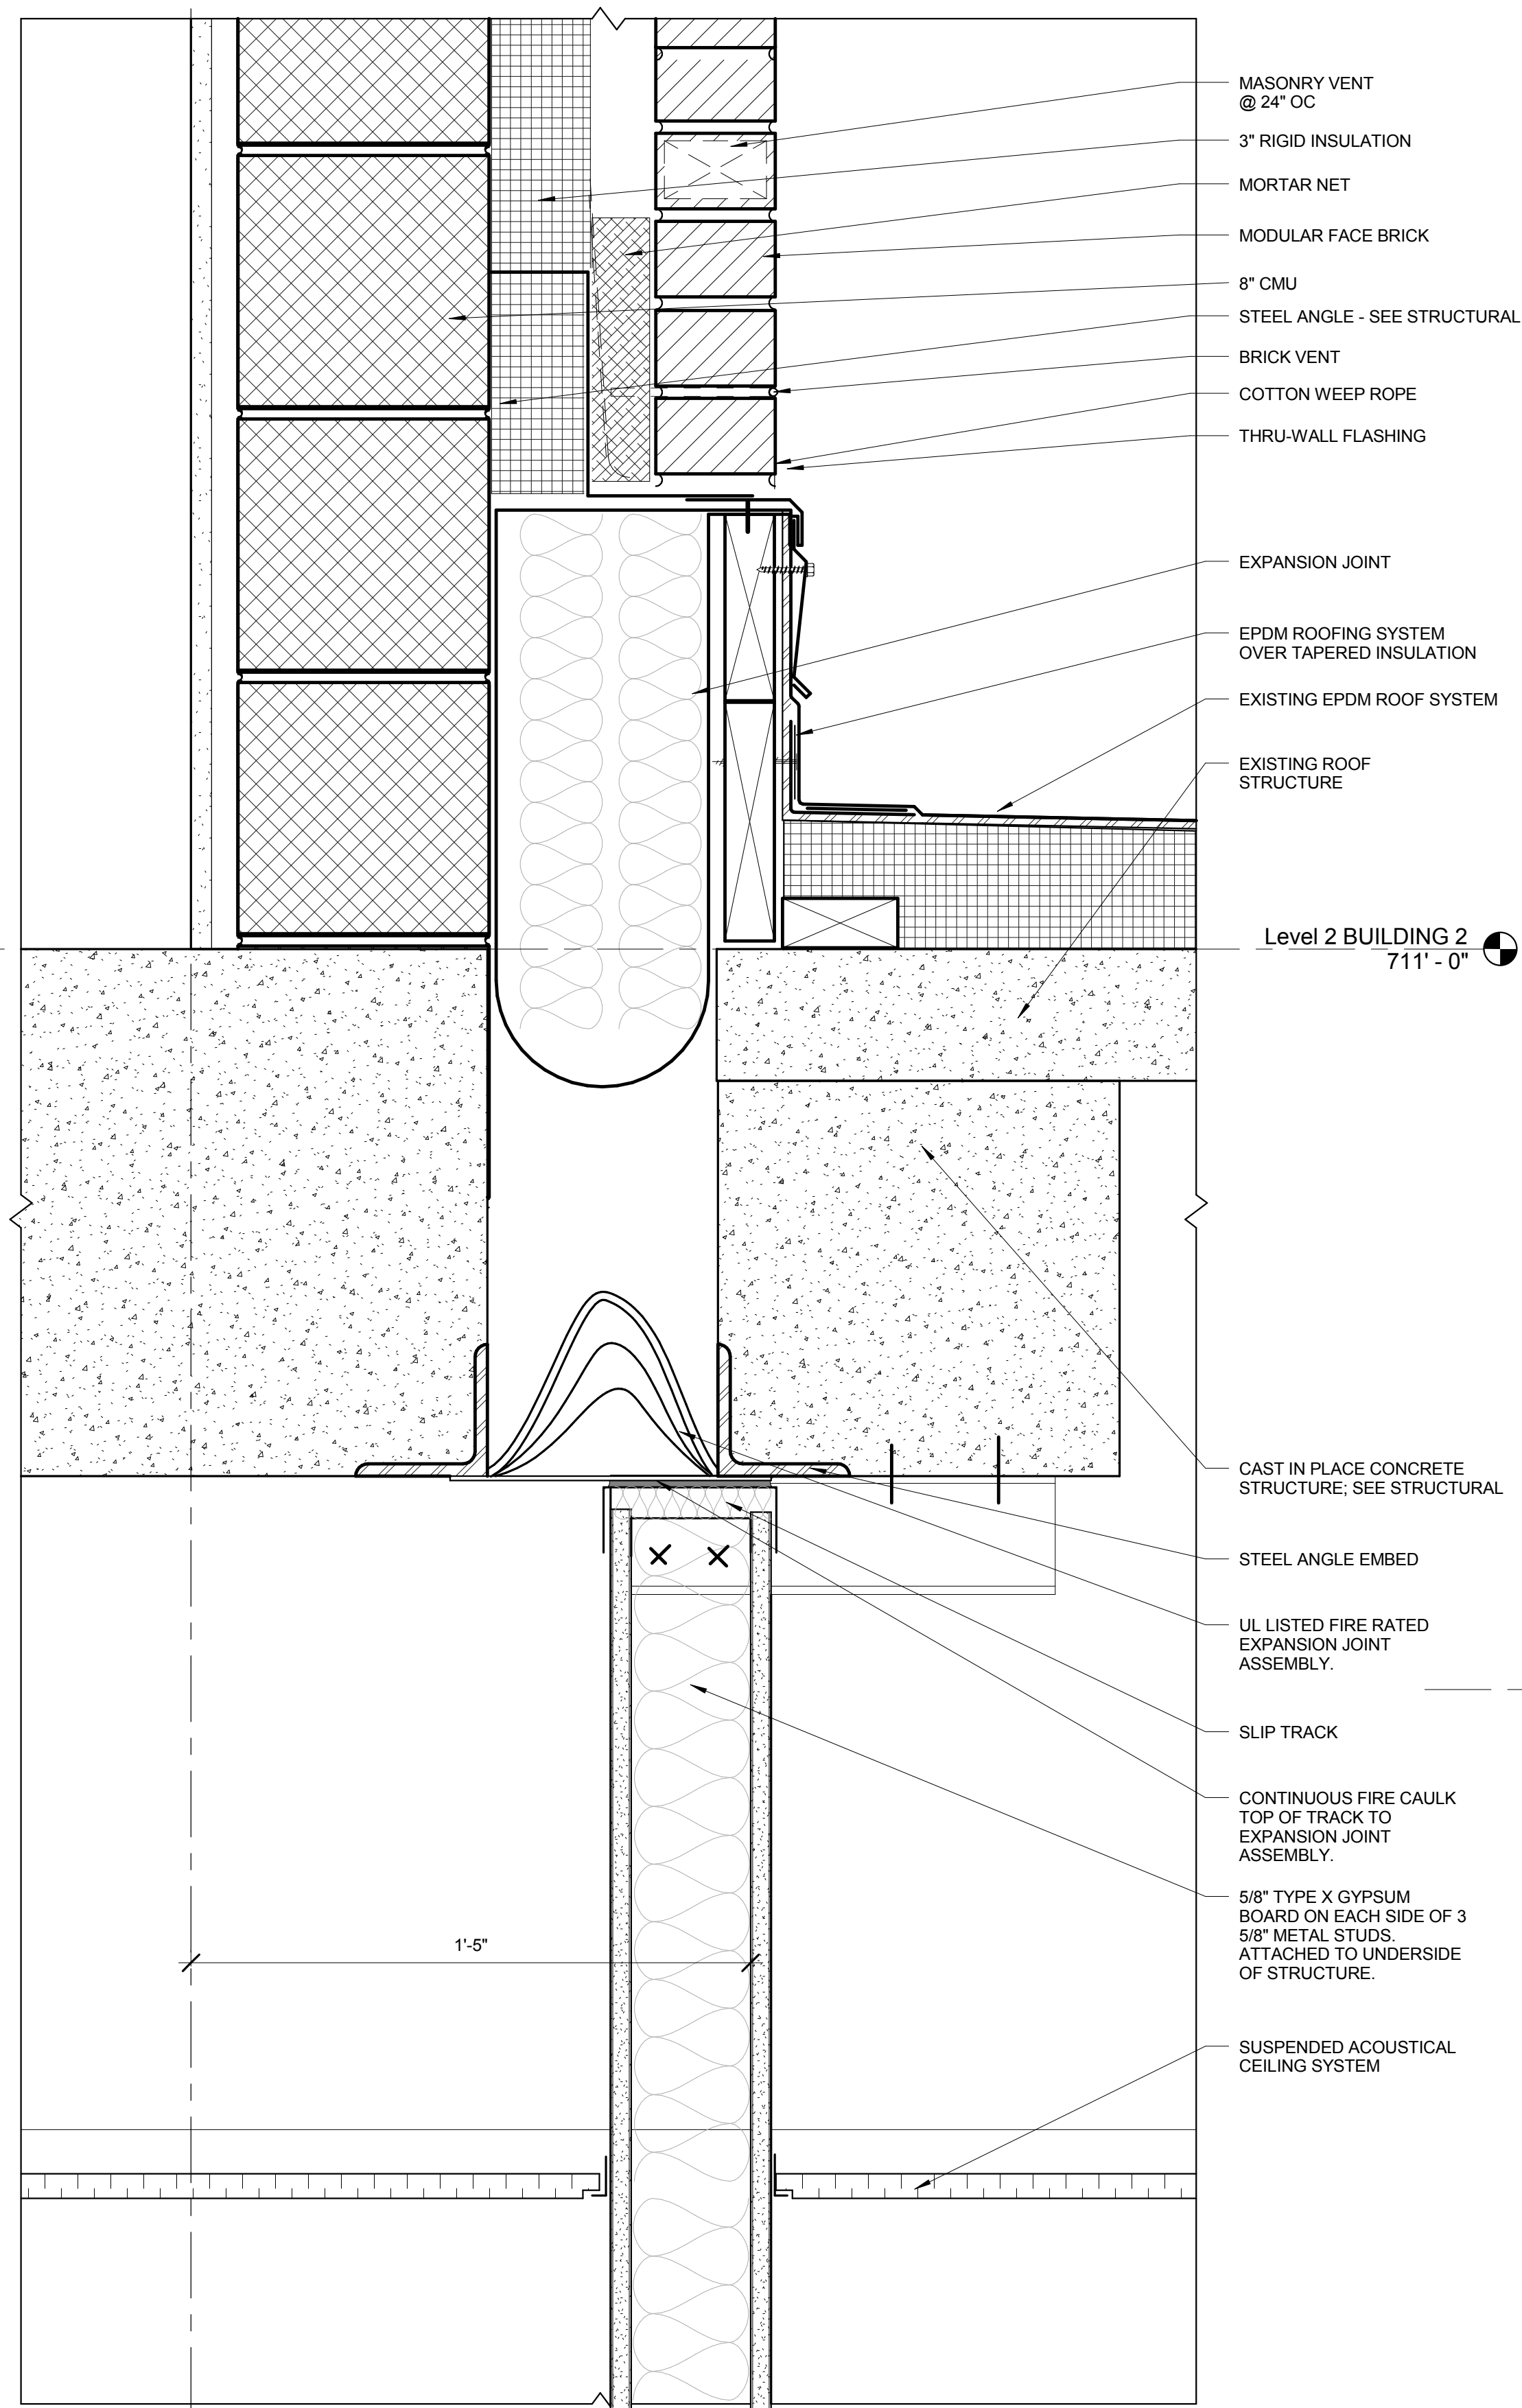 MASONRY VENT
@ 24" OC
3" RIGID INSULATION
MORTAR NET
MODULAR FACE BRICK
8" CMU
STEEL ANGLE - SEE STRUCTURAL
BRICK VENT
COTTON WEEP ROPE
THRU-WALL FLASHING
EXPANSION JOINT
EPDM ROOFING SYSTEM
OVER TAPERED INSULATION
EXISTING EPDM ROOF SYSTEM
EXISTING ROOF
STRUCTURE
Level 2 BUILDING 2
711' - 0"
CAST IN PLACE CONCRETE
STRUCTURE; SEE STRUCTURAL
STEEL ANGLE EMBED
UL LISTED FIRE RATED
EXPANSION JOINT
ASSEMBLY.
SLIP TRACK
CONTINUOUS FIRE CAULK
TOP OF TRACK TO
EXPANSION JOINT
ASSEMBLY.
5/8" TYPE X GYPSUM
BOARD ON EACH SIDE OF 3
5/8" METAL STUDS.
ATTACHED TO UNDERSIDE
OF STRUCTURE.
1'-5"
SUSPENDED ACOUSTICAL
CEILING SYSTEM